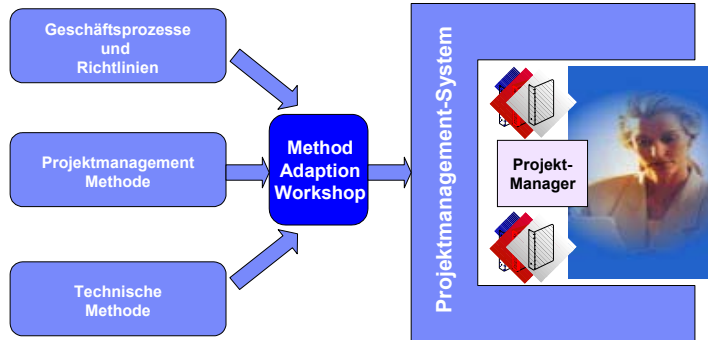 Geschäftsprozesse
und
Richtlinien
Projektmanagement
Methode
Technische
Methode
Method
Adaption
Workshop
Projektmanagement-System
Projekt-
Manager